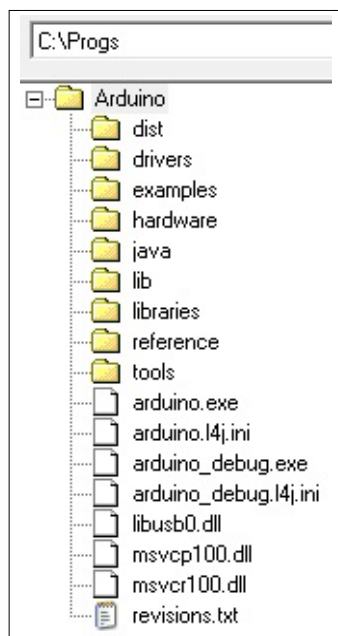 C:\Progs
Arduino
dist
drivers
examples
hardware
java
lib
libraries
reference
tools
arduino.exe
arduino.l4j.ini
arduino_debug.exe
arduino_debug.l4j.ini
libusb0.dll
msvcp100.dll
msvcr100.dll
revisions.txt